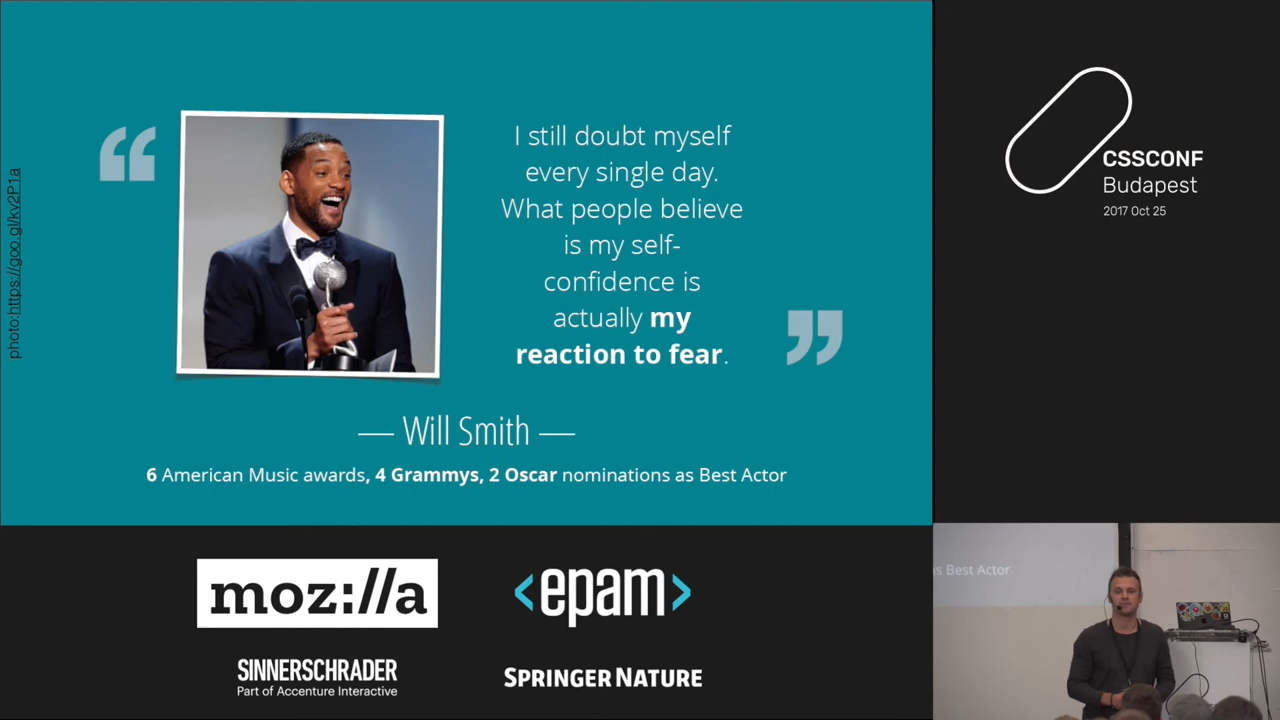 photo:https://goo.gl/kv2P1a
“
I still doubt myself
every single day.
What people believe
is my self-
confidence is
actually my
reaction to fear.
”
— Will Smith —
6 American Music awards, 4 Grammys, 2 Oscar nominations as Best Actor
CSSCONF
Budapest
2017 Oct 25
as Best Actor
moz://a
<epam>
SINNERSCHRADER
Part of Accenture Interactive
SPRINGER NATURE